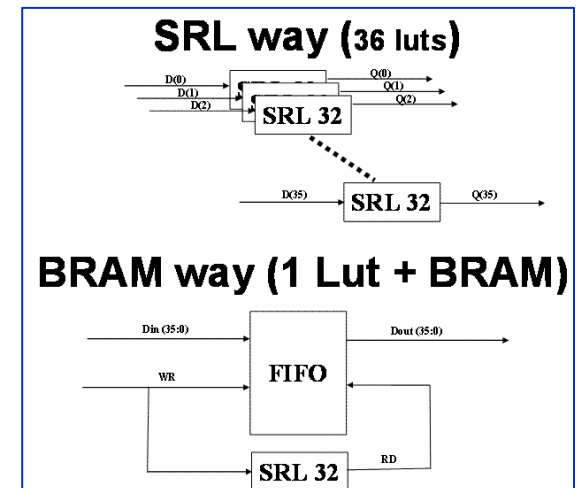 SRL way (36 luts)
D(0)
Q(0)
D(1)
Q(1)
D(2)
Q(2)
SRL 32
D(35)
SRL 32
Q(35)
BRAM way (1 Lut + BRAM)
Din (35:0)
Dout (35:0)
FIFO
WR
RD
SRL 32